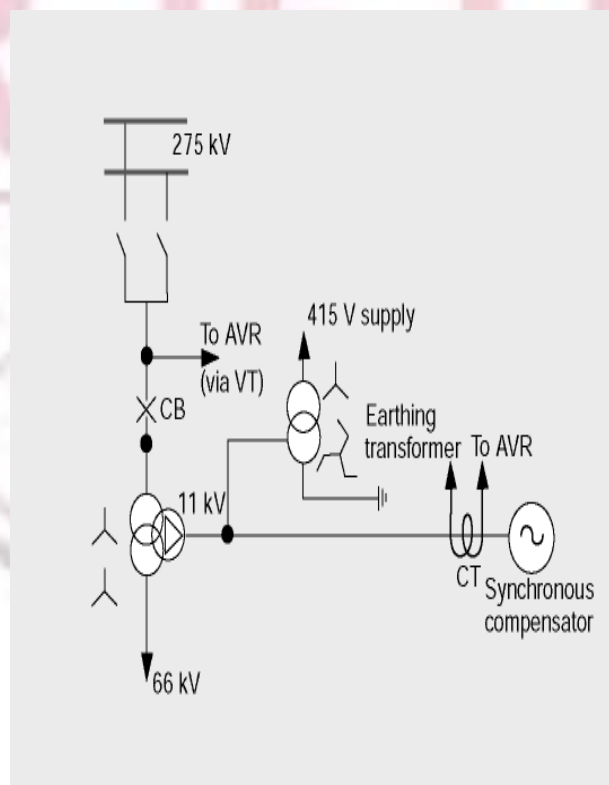 275 kV
To AVR
(via VT)
415 V supply
CB
Earthing
transformer
To AVR
11 kV
CT
Synchronous
compensator
66 kV